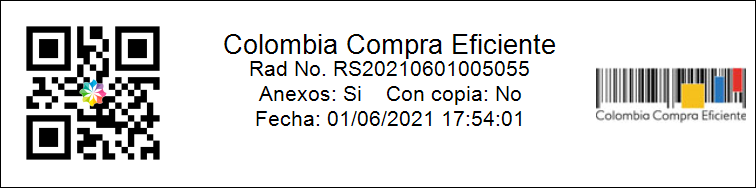 Colombia Compra Eficiente
Rad No. RS20210601005055
Anexos: Si Con copia: No
Fecha: 01/06/2021 17:54:01
Colombia Compra Eficiente